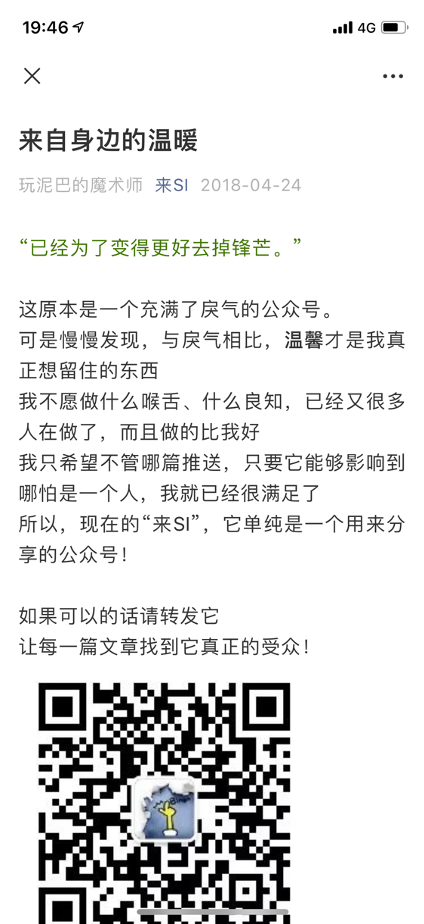 19:46
4G
来自身边的温暖
玩泥巴的魔术师 来SI 2018-04-24
“已经为了变得更好去掉锋芒。”
这原本是一个充满了戾气的公众号。
可是慢慢发现，与戾气相比，温馨才是我真
正想留住的东西
我不愿做什么喉舌、什么良知，已经又很多
人在做了，而且做的比我好
我只希望不管哪篇推送，只要它能够影响到
哪怕是一个人，我就已经很满足了
所以，现在的“来SI”，它单纯是一个用来分
享的公众号！
如果可以的话请转发它
让每一篇文章找到它真正的受众！